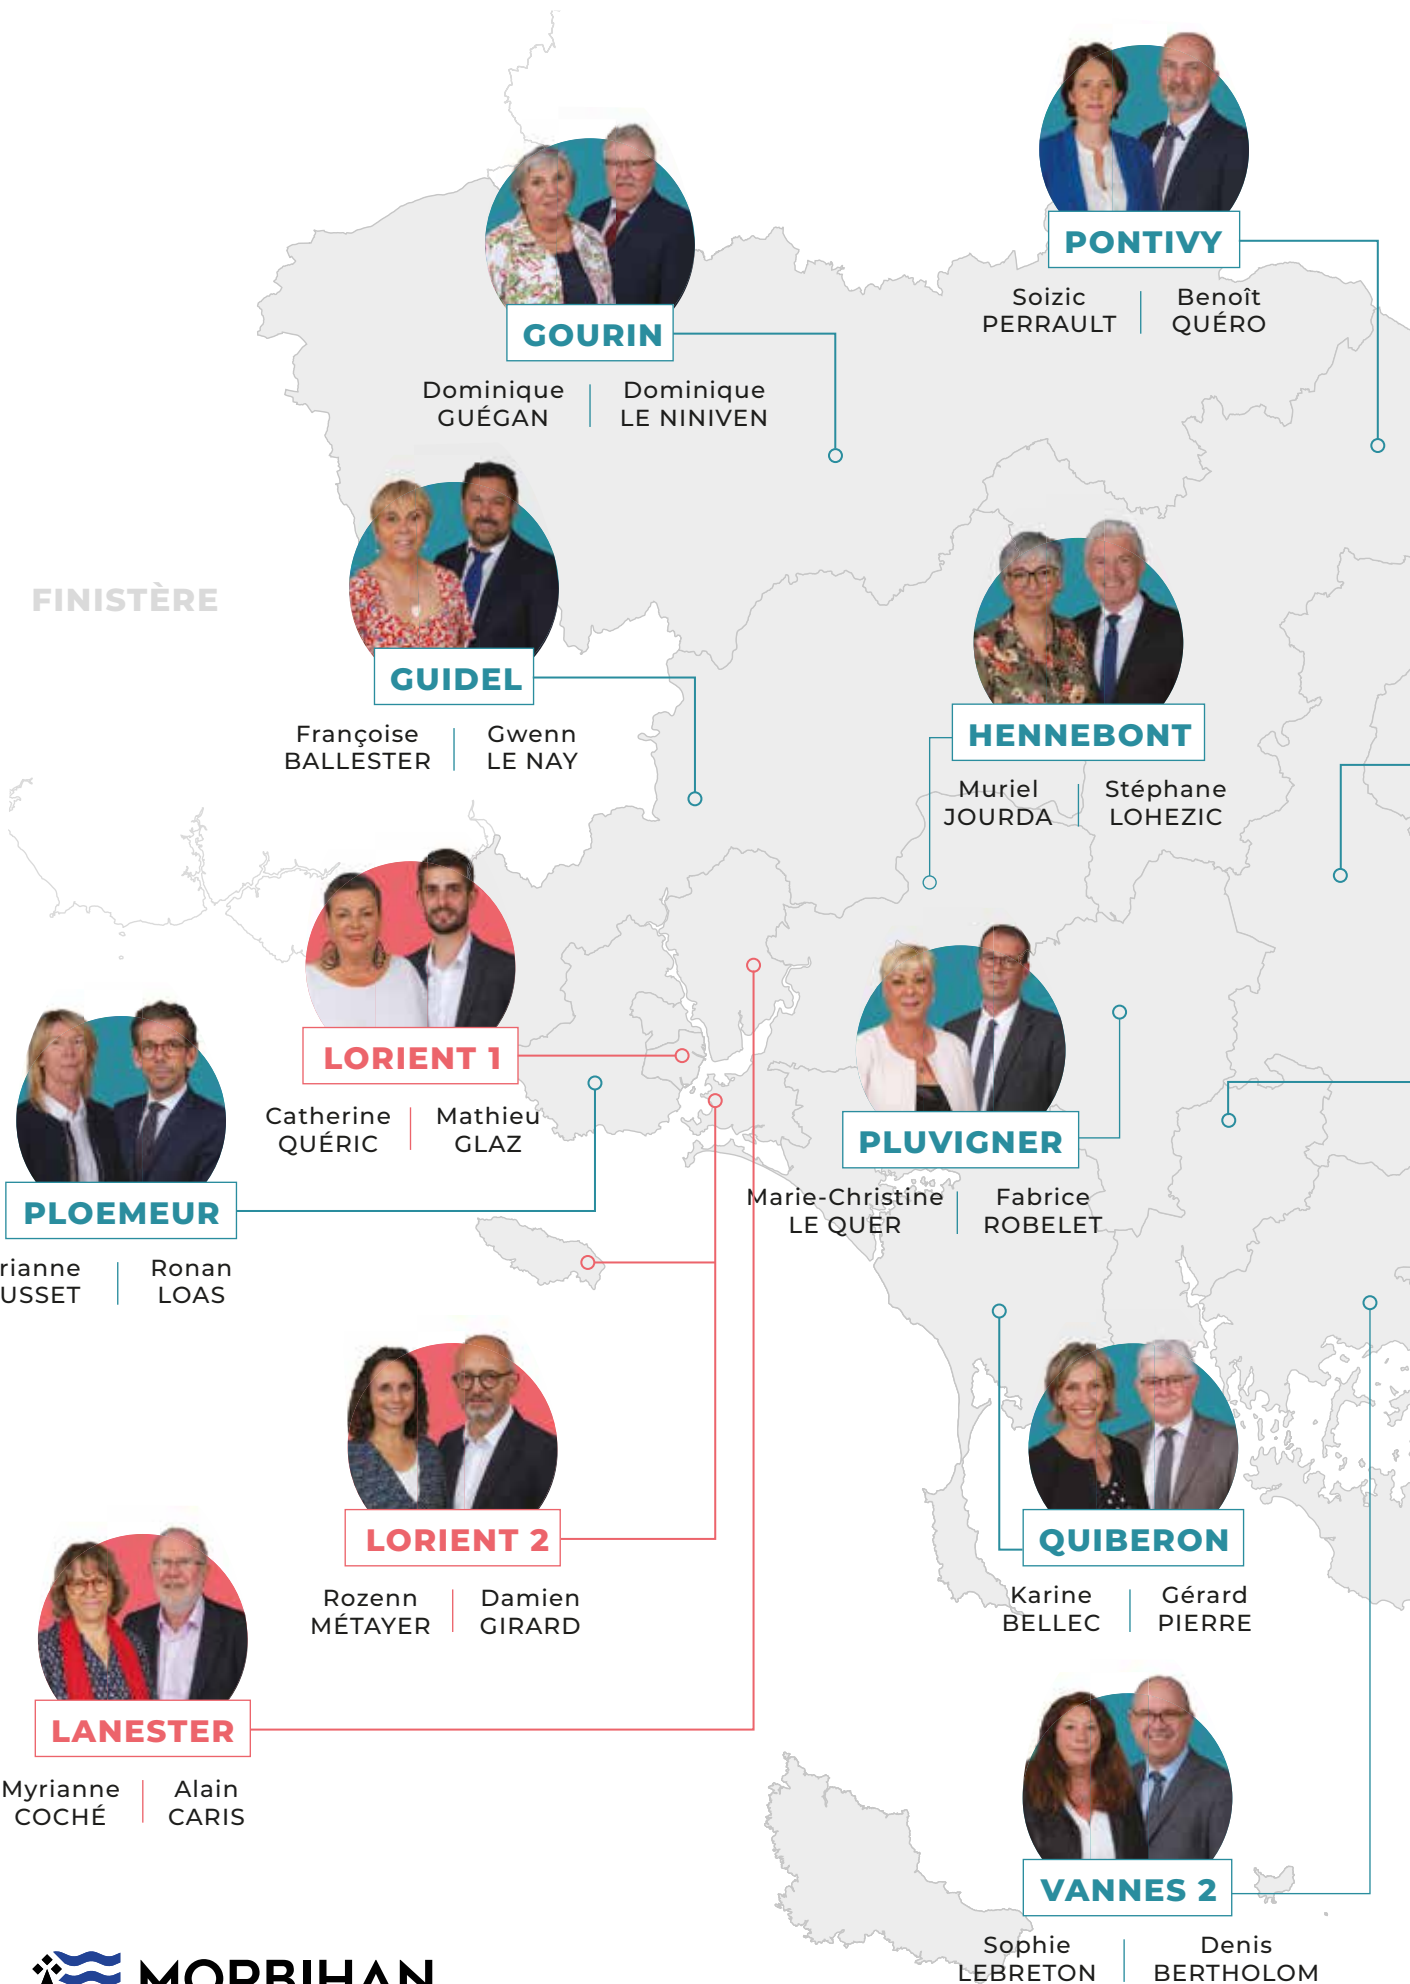 PONTIVY
Soizic
PERRAULT
Benoît
QUÉRO
GOURIN
Dominique
GUÉGAN
Dominique
LE NINIVEN
FINISTÈRE
GUIDEL
Françoise
BALLESTER
Gwenn
LE NAY
HENNEBONT
Muriel
JOURDA
Stéphane
LOHEZIC
LORIENT 1
Catherine
QUÉRIC
Mathieu
GLAZ
PLUVIGNER
Marie-Christine
LE QUER
Fabrice
ROBELET
PLOEMEUR
rianne
USSET
Ronan
LOAS
LORIENT 2
Rozenn
MÉTAYER
Damien
GIRARD
QUIBERON
Karine
BELLEC
Gérard
PIERRE
LANESTER
Myrianne
COCHÉ
Alain
CARIS
VANNES 2
Sophie
LEBRETON
Denis
BERTHOLOM
MORBIHAN